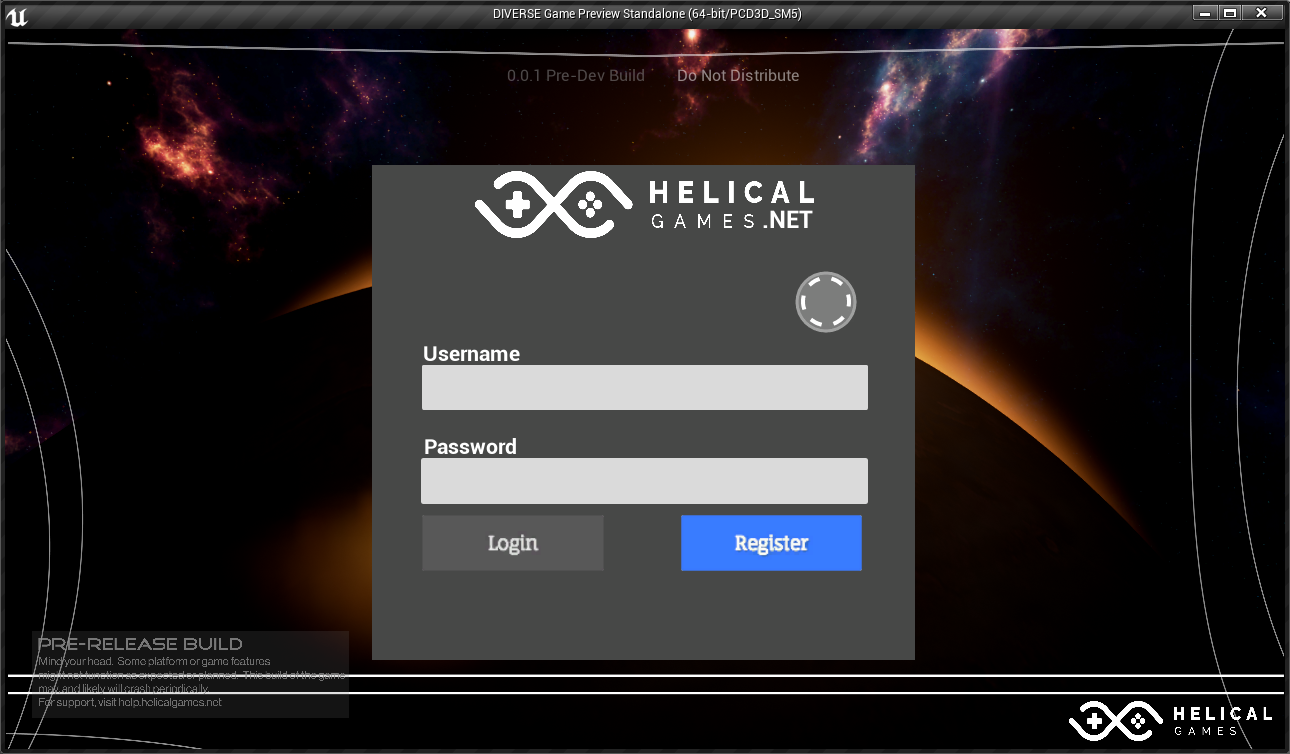 DIVERSE Game Preview Standalone (64-bit/PCD3D_SM5)
0.0.1 Pre-Dev Build Do Not Distribute
HELICAL
GAMES.NET
Username
Password
Login Register
PRE-RELEASE BUILD
Mind your head. Some platform or game features
might not function as expected or planned. This build of the game
may and likely will crash periodically.
For support, visit help.helicalgames.net
HELICAL
GAMES